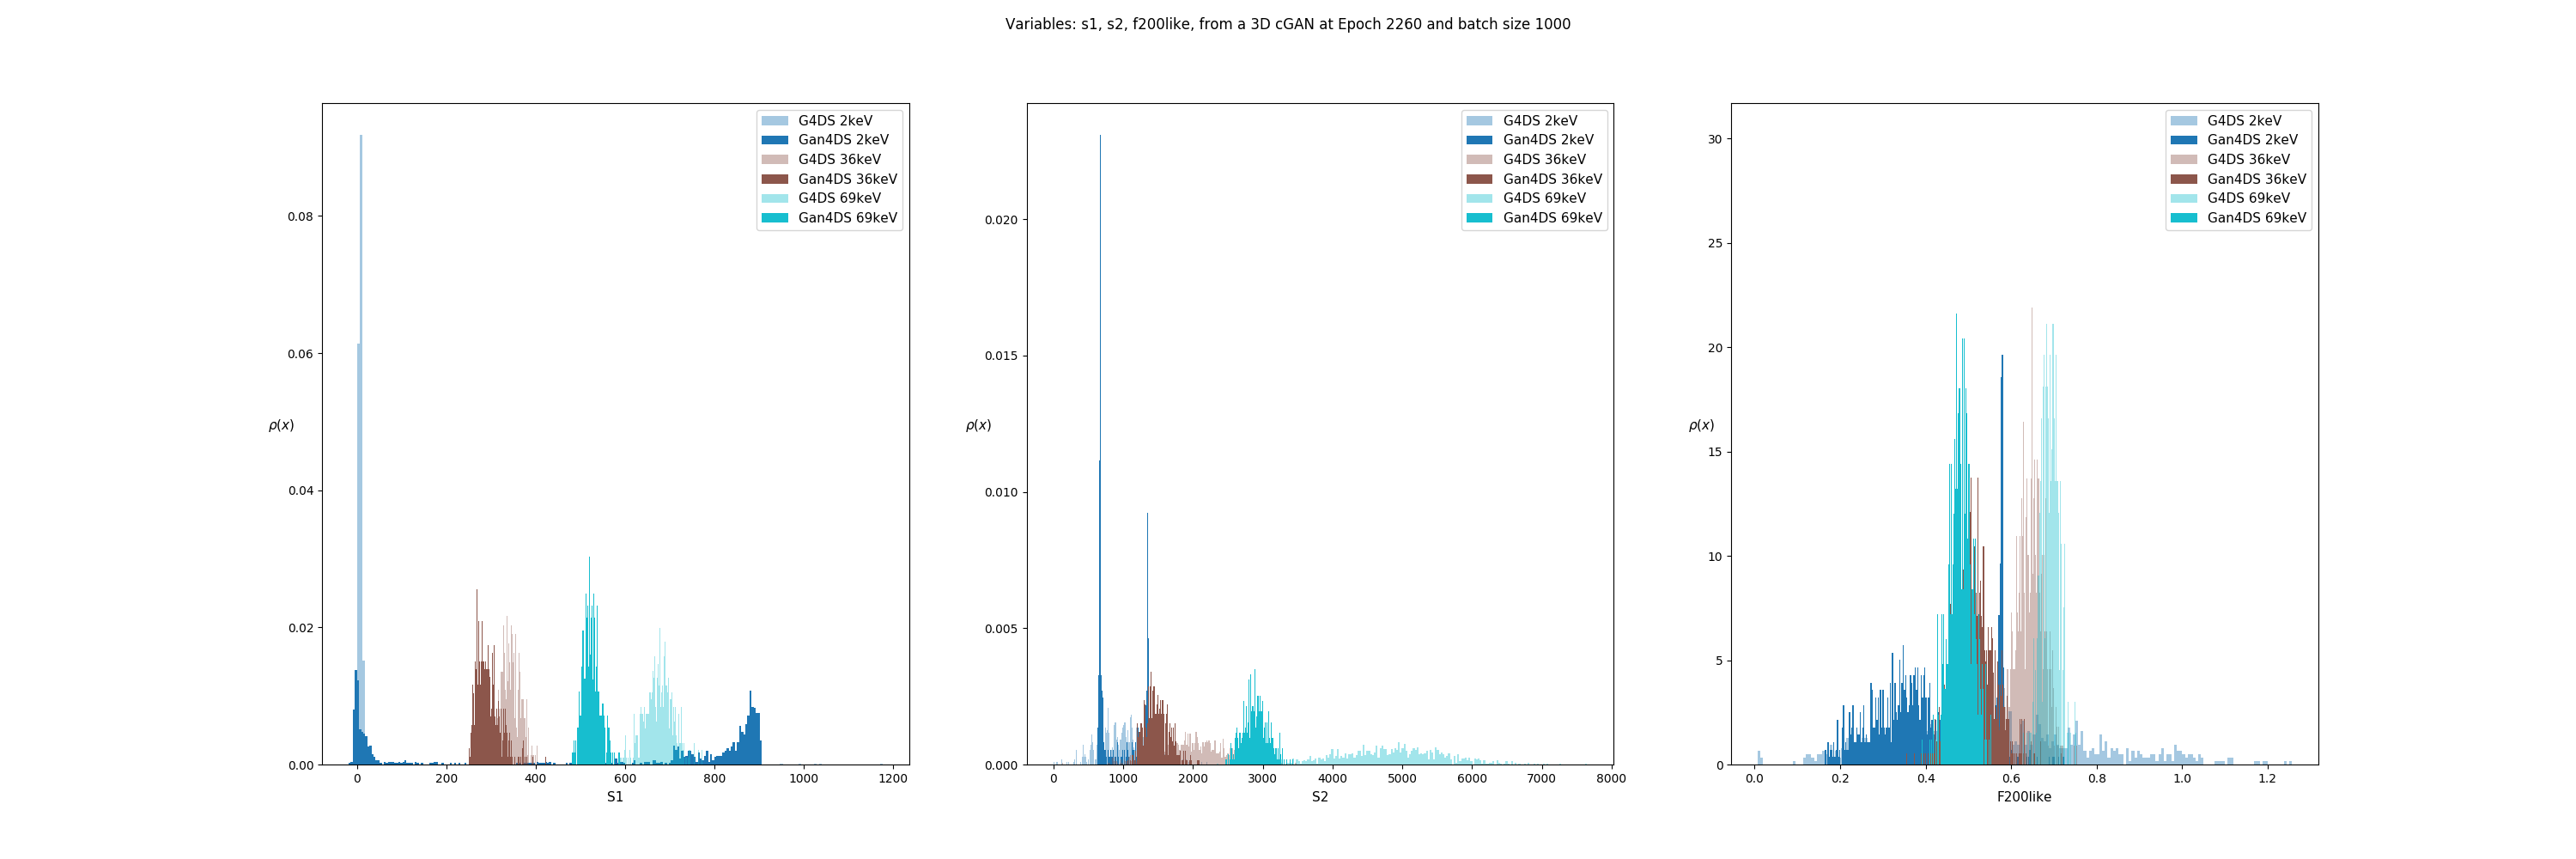 Variables: s1, s2, f200like, from a 3D cGAN at Epoch 2260 and batch size 1000
G4DS 2keV
Gan4DS 2keV
G4DS 36keV
Gan4DS 36keV
G4DS 69keV
Gan4DS 69keV
0.08
0.06
0.04
0.02
0.00
ρ(x)
0 200 400 600 800 1000 1200
S1
G4DS 2keV
Gan4DS 2keV
G4DS 36keV
Gan4DS 36keV
G4DS 69keV
Gan4DS 69keV
0.020
0.015
0.010
0.005
0.000
ρ(x)
0 1000 2000 3000 4000 5000 6000 7000 8000
S2
G4DS 2keV
Gan4DS 2keV
G4DS 36keV
Gan4DS 36keV
G4DS 69keV
Gan4DS 69keV
30
25
20
15
10
5
0
ρ(x)
0.0 0.2 0.4 0.6 0.8 1.0 1.2
F200like